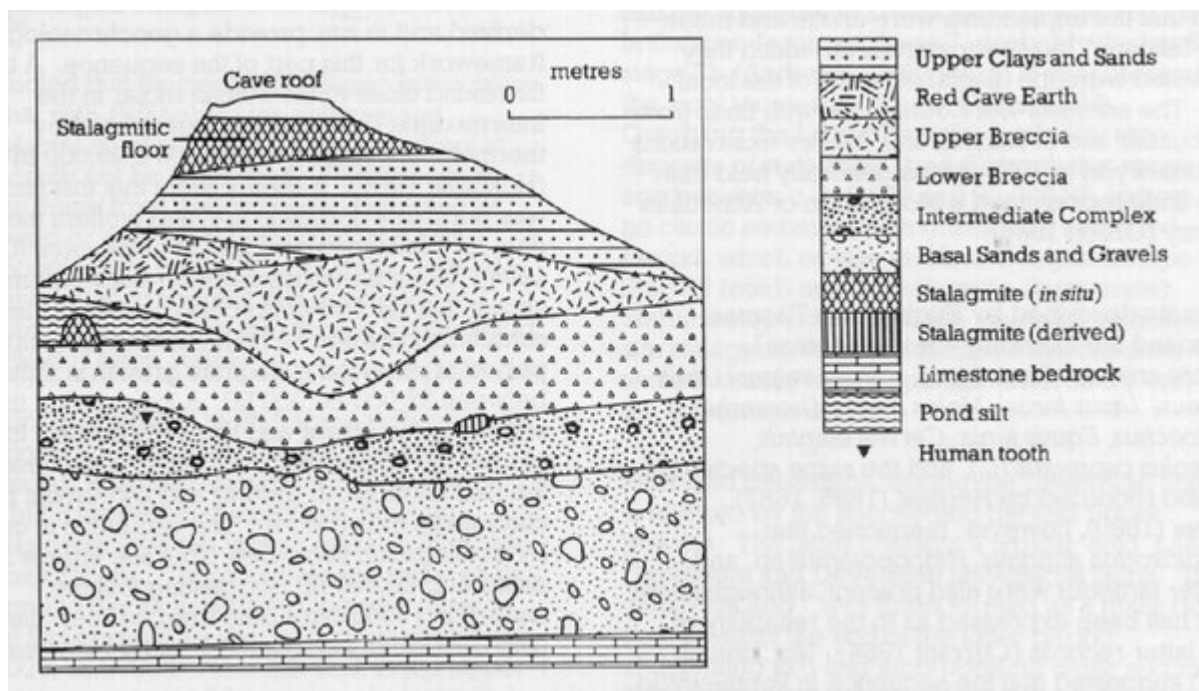 Cave roof
Stalagmitic
floor
metres
0 1
Upper Clays and Sands
Red Cave Earth
Upper Breccia
Lower Breccia
Intermediate Complex
Basal Sands and Gravels
Stalagmite (in situ)
Stalagmite (derived)
Limestone bedrock
Pond silt
Human tooth